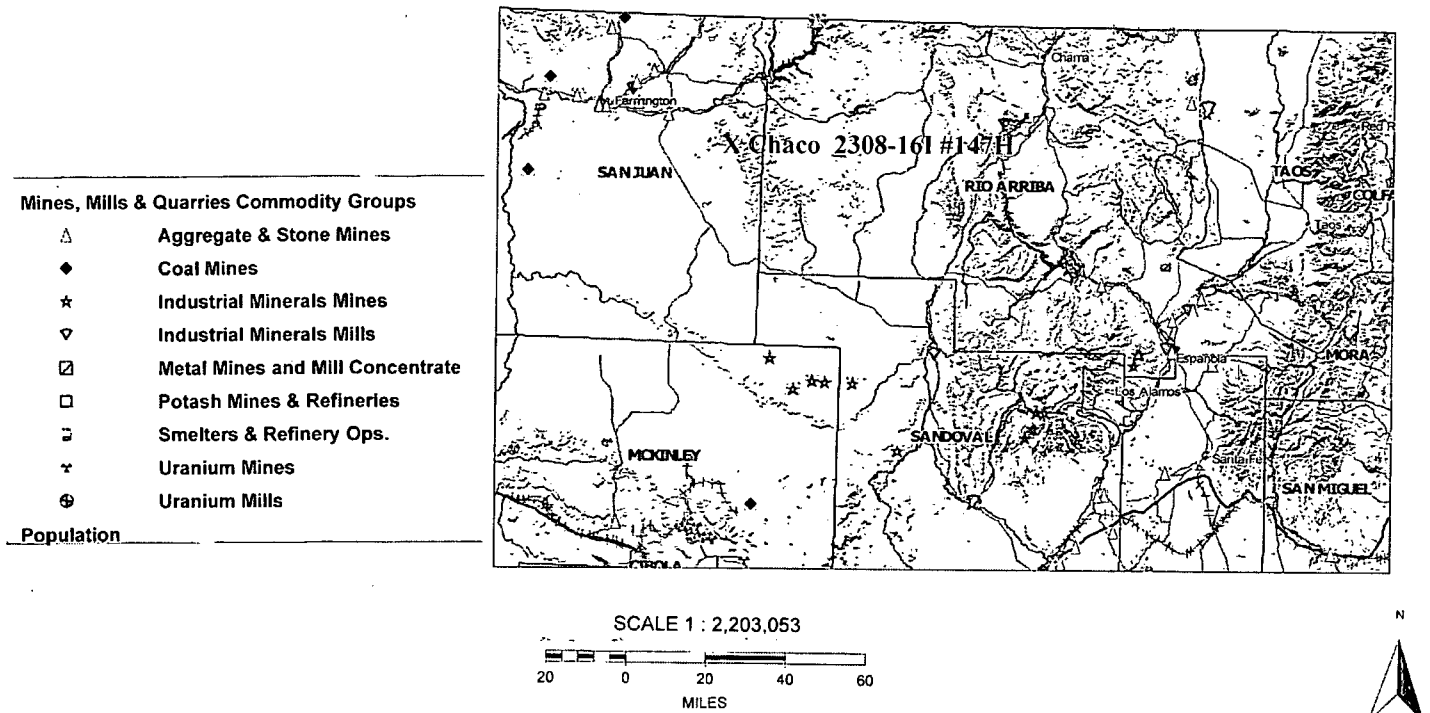 Mines, Mills & Quarries Commodity Groups
Aggregate & Stone Mines
Coal Mines
Industrial Minerals Mines
Industrial Minerals Mills
Metal Mines and Mill Concentrate
Potash Mines & Refineries
Smelters & Refinery Ops.
Uranium Mines
Uranium Mills
Population
Chama
Farmington
X Chaco 2308-16I #147H
SAN JUAN
RIO ARRIBA
TAOS
Taos
Espanola
MORA
Los Alamos
SANDOVAL
MCKINLEY
Santa Fe
SAN MIGUEL
CIBOLA
SCALE 1 : 2,203,053
20 0 20 40 60
MILES
N